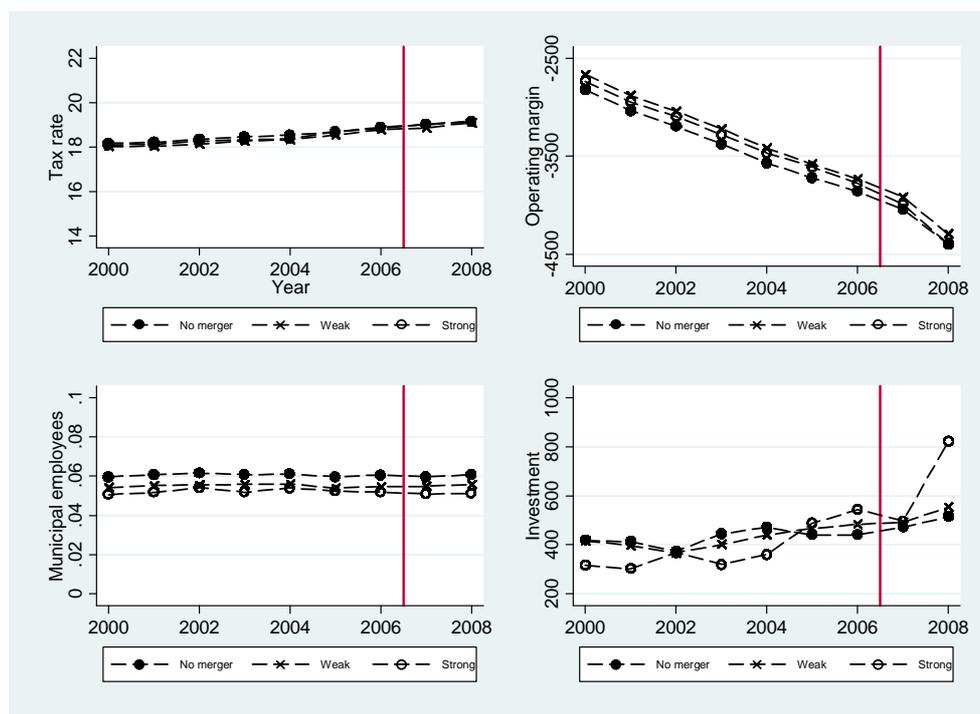 Tax rate
22
20
18
16
14
2000 2002 2004 2006 2008
Year
No merger Weak Strong
Operating margin
-2500
-3500
-4500
2000 2002 2004 2006 2008
No merger Weak Strong
Municipal employees
.1
.08
.06
.04
.02
0
2000 2002 2004 2006 2008
No merger Weak Strong
Investment
1000
800
600
400
200
2000 2002 2004 2006 2008
No merger Weak Strong